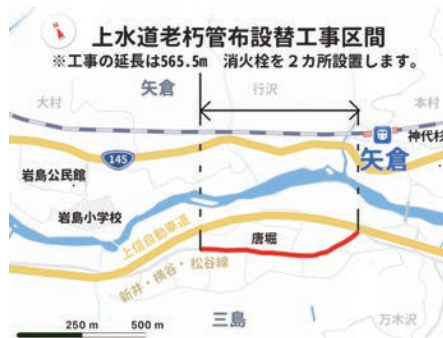 上水道老朽管布設替工事区間
※工事の延長は565.5m 消火栓を２カ所設置します。
大村
矢倉
行沢
本村
145
神代杉
矢倉
岩島公民館
岩島小学校
上信自動車道
唐堀
新井・横谷・松谷線
三島
万木沢
250 m 500 m